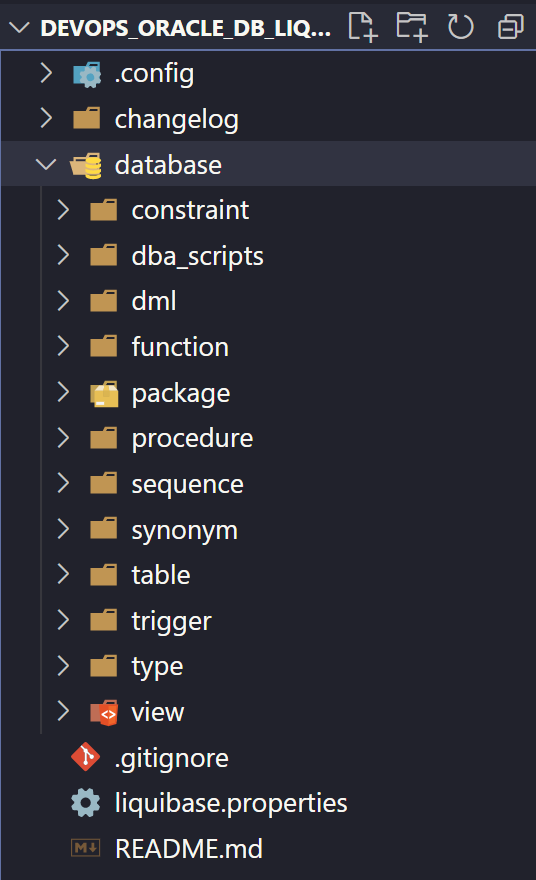 DEVOPS_ORACLE_DB_LIQ...
.config
changelog
database
constraint
dba_scripts
dml
function
package
procedure
sequence
synonym
table
trigger
type
view
.gitignore
liquibase.properties
README.md